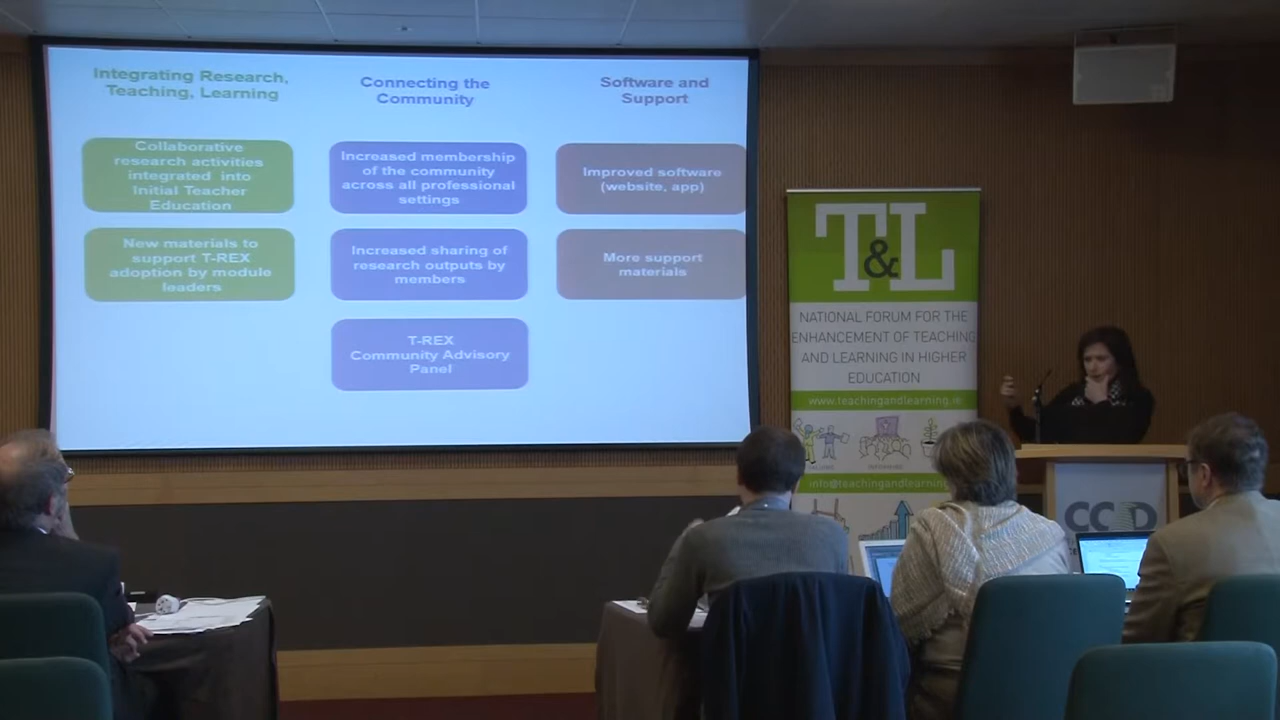 Integrating Research,
Teaching, Learning
Collaborative
research activities
integrated into
Initial Teacher
Education
New materials to
support T-REX
adoption by module
leaders
Connecting the
Community
Increased membership
of the community
across all professional
settings
Increased sharing of
research outputs by
members
T-REX
Community Advisory
Panel
Software and
Support
Improved software
(website, app)
More support
materials
T&L
NATIONAL FORUM FOR THE
ENHANCEMENT OF TEACHING
AND LEARNING IN HIGHER
EDUCATION
www.teachingandlearning.ie
info@teachingandlearning